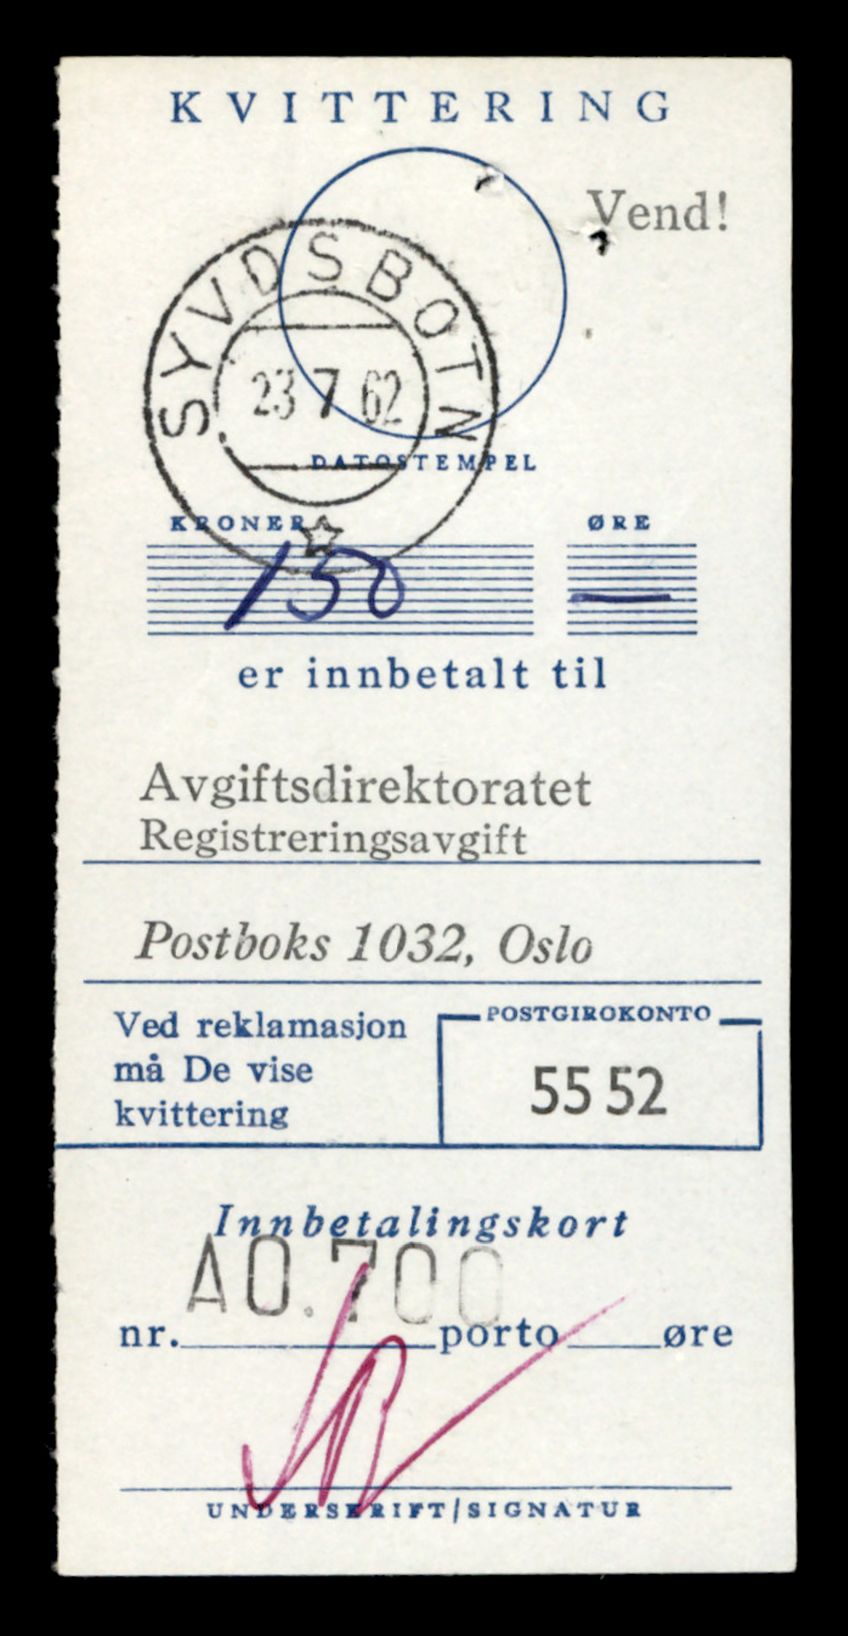 KVITTERING
Vend!
SYVDSBOTN
23 7 62
DATOSTEMPEL
KRONER ØRE
150 —
er innbetalt til
Avgiftsdirektoratet
Registreringsavgift
Postboks 1032, Oslo
Ved reklamasjon
må De vise
kvittering
POSTGIROKONTO
55 52
Innbetalingskort
A0.700
nr. porto øre
UNDERSKRIFT/SIGNATUR